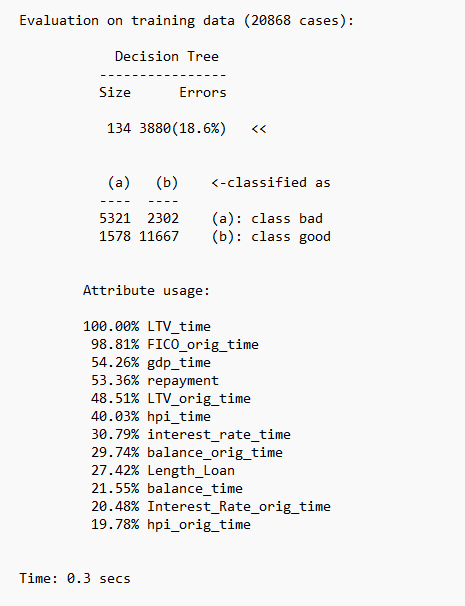 Evaluation on training data (20868 cases):
Decision Tree
----------------
Size Errors
134 3880(18.6%) <<
(a) (b) <-classified as
---- ----
5321 2302 (a): class bad
1578 11667 (b): class good
Attribute usage:
100.00% LTV_time
98.81% FICO_orig_time
54.26% gdp_time
53.36% repayment
48.51% LTV_orig_time
40.03% hpi_time
30.79% interest_rate_time
29.74% balance_orig_time
27.42% Length_Loan
21.55% balance_time
20.48% Interest_Rate_orig_time
19.78% hpi_orig_time
Time: 0.3 secs